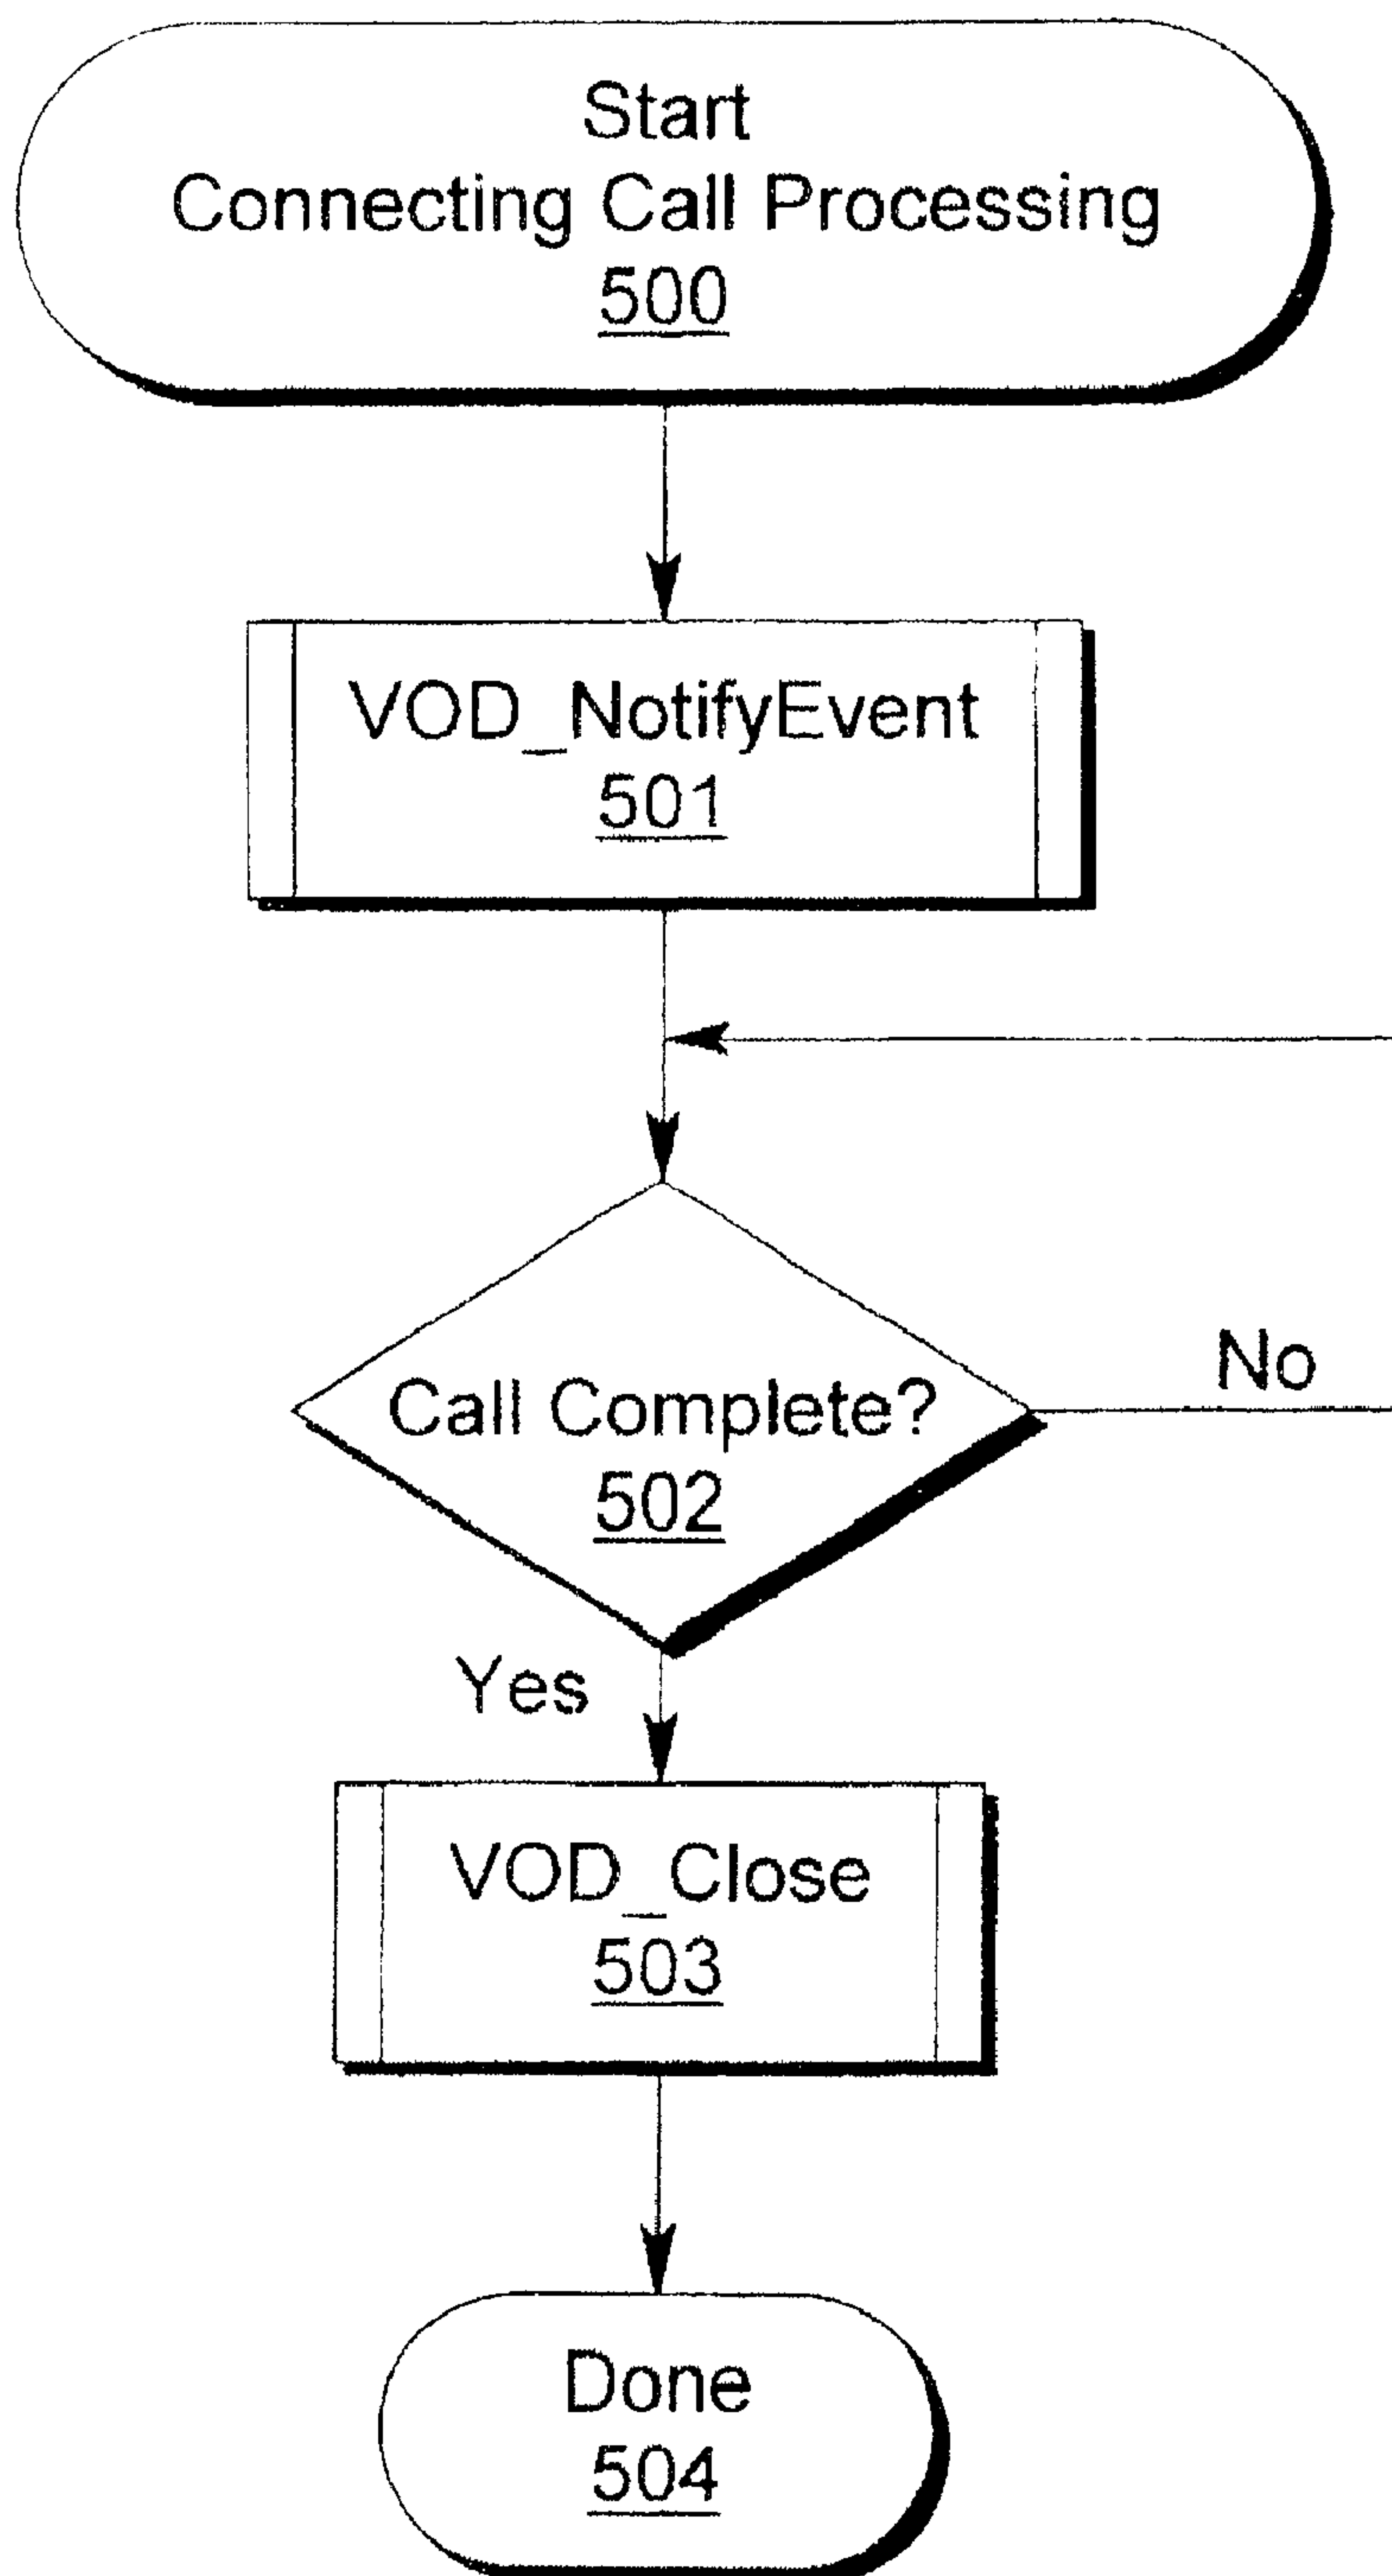 Start
Connecting Call Processing
500
VOD_NotifyEvent
501
Call Complete?
502
No
Yes
VOD_Close
503
Done
504